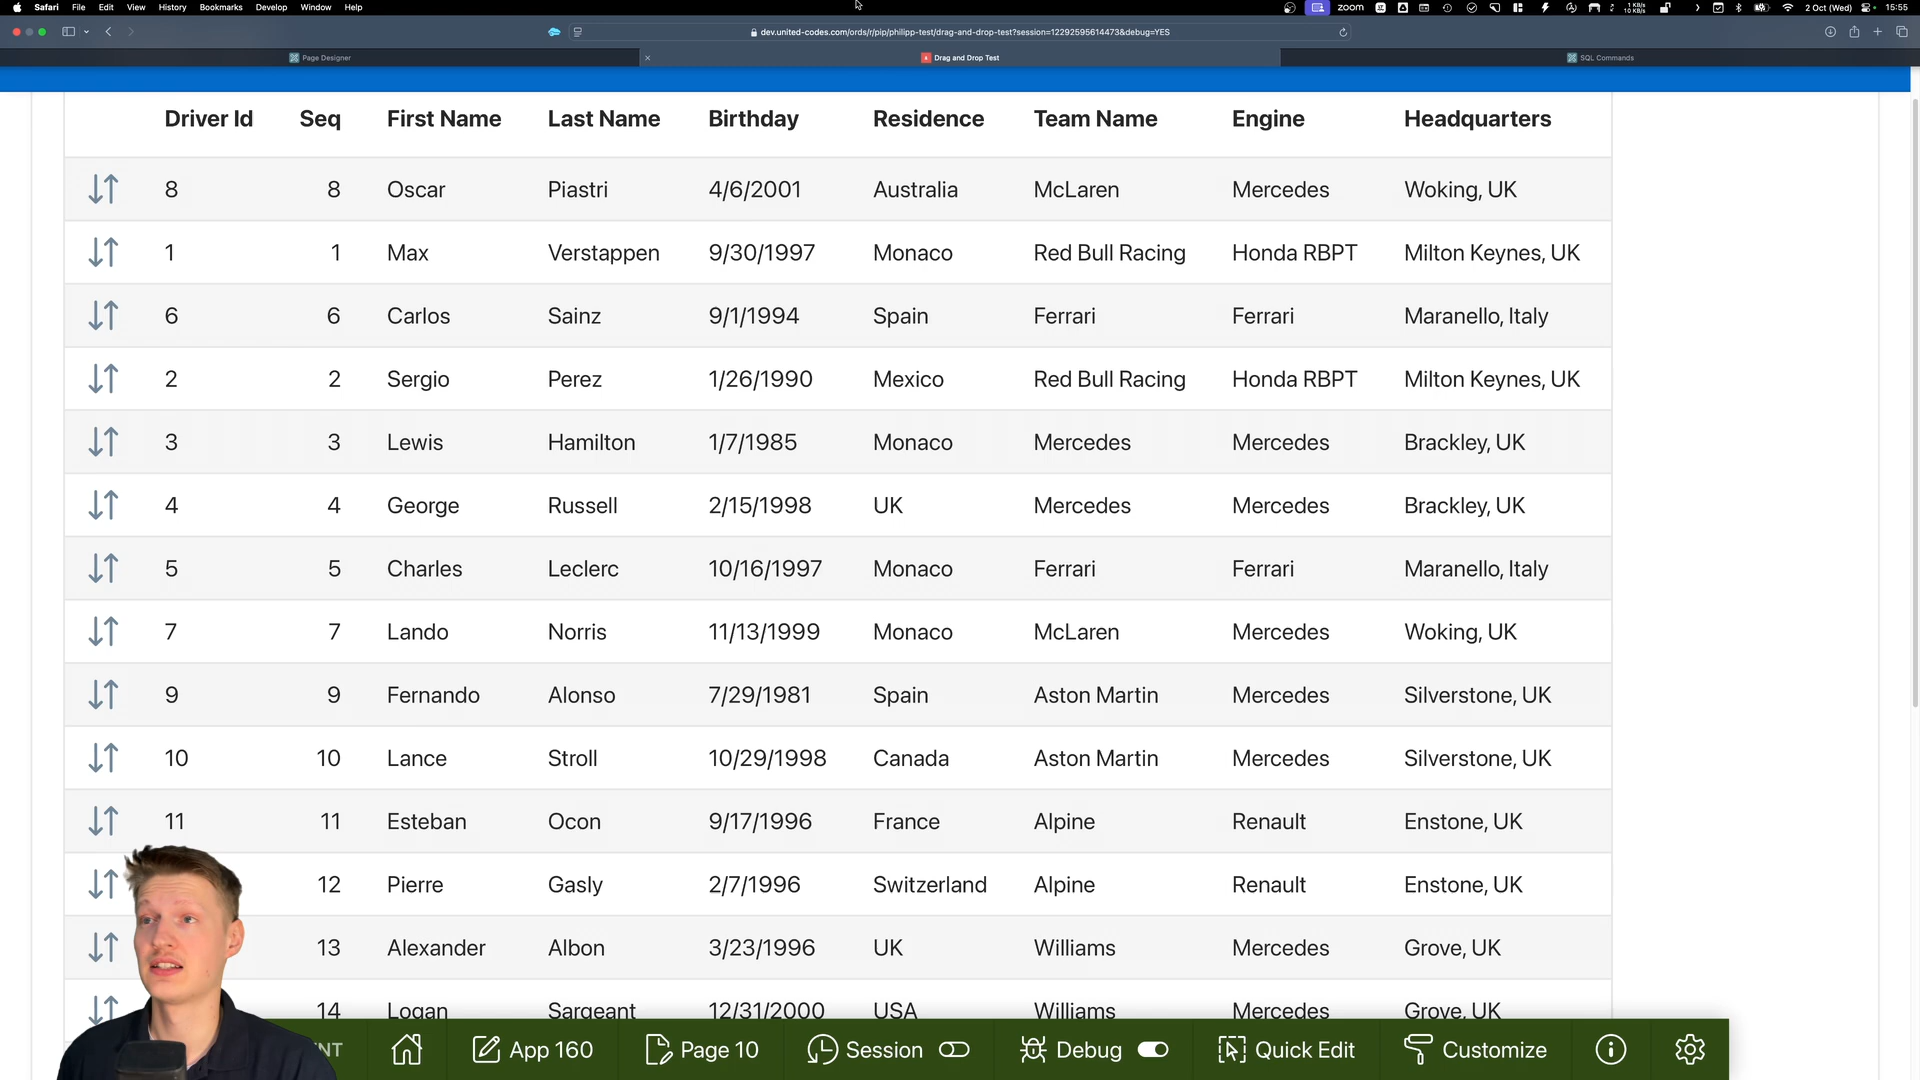 Safari File Edit View History Bookmarks Develop Window Help zoom 1 KB/s 10 KB/s 2 Oct (Wed) 15:55
dev.united-codes.com/ords/r/pip/philipp-test/drag-and-drop-test?session=12292595614473&debug=YES
Page Designer Drag and Drop Test SQL Commands
Driver Id Seq First Name Last Name Birthday Residence Team Name Engine Headquarters
8 8 Oscar Piastri 4/6/2001 Australia McLaren Mercedes Woking, UK
1 1 Max Verstappen 9/30/1997 Monaco Red Bull Racing Honda RBPT Milton Keynes, UK
6 6 Carlos Sainz 9/1/1994 Spain Ferrari Ferrari Maranello, Italy
2 2 Sergio Perez 1/26/1990 Mexico Red Bull Racing Honda RBPT Milton Keynes, UK
3 3 Lewis Hamilton 1/7/1985 Monaco Mercedes Mercedes Brackley, UK
4 4 George Russell 2/15/1998 UK Mercedes Mercedes Brackley, UK
5 5 Charles Leclerc 10/16/1997 Monaco Ferrari Ferrari Maranello, Italy
7 7 Lando Norris 11/13/1999 Monaco McLaren Mercedes Woking, UK
9 9 Fernando Alonso 7/29/1981 Spain Aston Martin Mercedes Silverstone, UK
10 10 Lance Stroll 10/29/1998 Canada Aston Martin Mercedes Silverstone, UK
11 11 Esteban Ocon 9/17/1996 France Alpine Renault Enstone, UK
12 Pierre Gasly 2/7/1996 Switzerland Alpine Renault Enstone, UK
13 Alexander Albon 3/23/1996 UK Williams Mercedes Grove, UK
14 Logan Sargeant 12/31/2000 USA Williams Mercedes Grove, UK
NT App 160 Page 10 Session Debug Quick Edit Customize